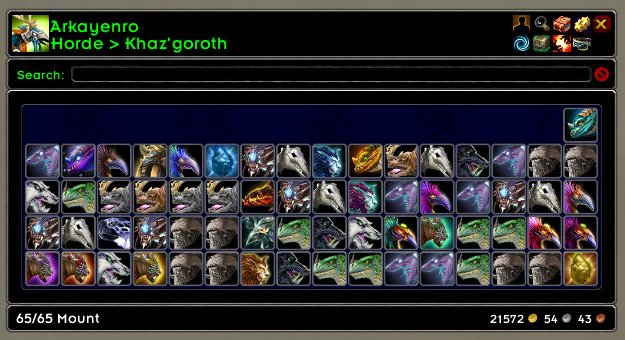 Arkayenro
Horde > Khaz'goroth
Search:
65/65 Mount
21572 54 43